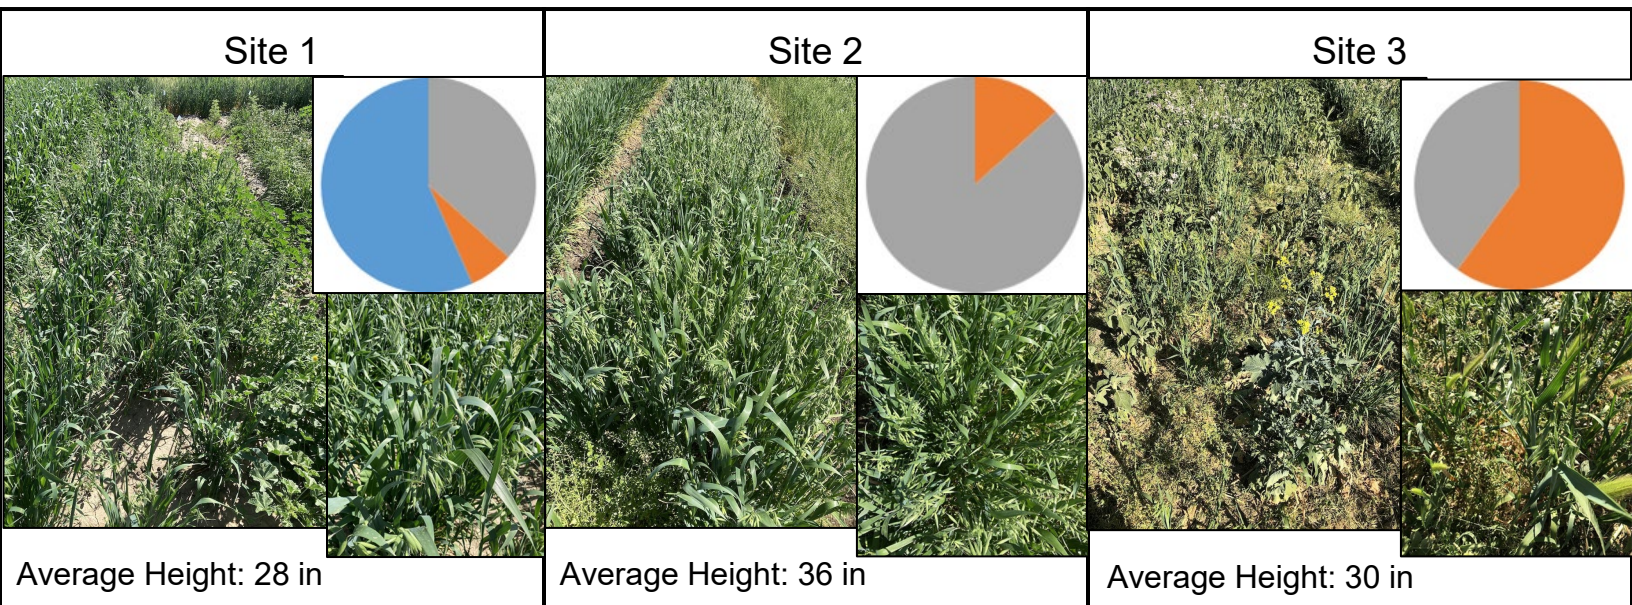 Site 1
Site 2
Site 3
Average Height: 28 in
Average Height: 36 in
Average Height: 30 in